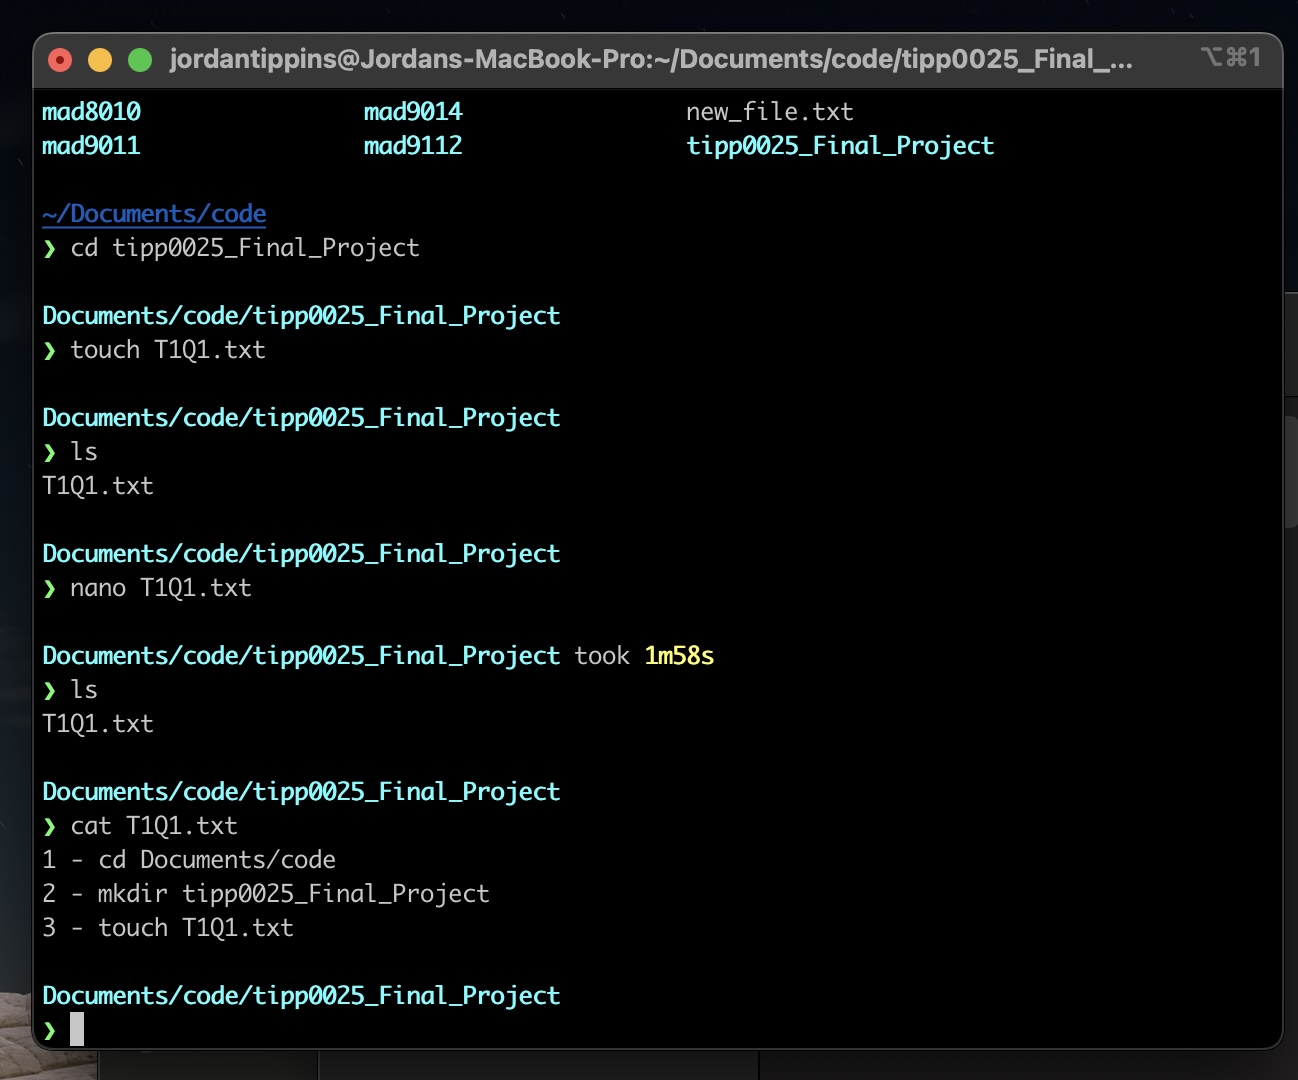 jordantippins@Jordans-MacBook-Pro:~/Documents/code/tipp0025_Final_... ⌥⌘1
mad8010 mad9014 new_file.txt
mad9011 mad9112 tipp0025_Final_Project
~/Documents/code
❯ cd tipp0025_Final_Project
Documents/code/tipp0025_Final_Project
❯ touch T1Q1.txt
Documents/code/tipp0025_Final_Project
❯ ls
T1Q1.txt
Documents/code/tipp0025_Final_Project
❯ nano T1Q1.txt
Documents/code/tipp0025_Final_Project took 1m58s
❯ ls
T1Q1.txt
Documents/code/tipp0025_Final_Project
❯ cat T1Q1.txt
1 - cd Documents/code
2 - mkdir tipp0025_Final_Project
3 - touch T1Q1.txt
Documents/code/tipp0025_Final_Project
❯